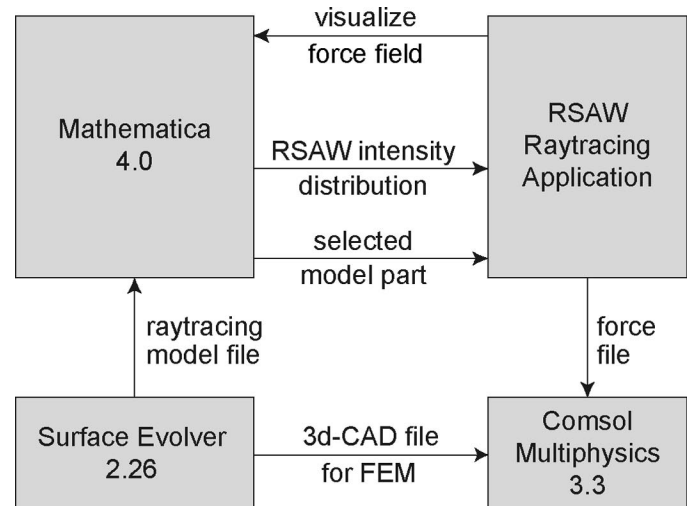 visualize
force field
Mathematica
4.0
RSAW
Raytracing
Application
RSAW intensity
distribution
selected
model part
raytracing
model file
force
file
Surface Evolver
2.26
3d-CAD file
for FEM
Comsol
Multiphysics
3.3